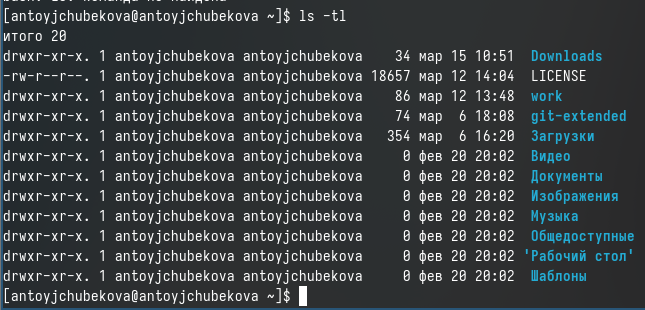 [antoyjchubekova@antoyjchubekova ~]$ ls -tl
итого 20
drwxr-xr-x. 1 antoyjchubekova antoyjchubekova 34 мар 15 10:51 Downloads
-rw-r--r--. 1 antoyjchubekova antoyjchubekova 18657 мар 12 14:04 LICENSE
drwxr-xr-x. 1 antoyjchubekova antoyjchubekova 86 мар 12 13:48 work
drwxr-xr-x. 1 antoyjchubekova antoyjchubekova 74 мар 6 18:08 git-extended
drwxr-xr-x. 1 antoyjchubekova antoyjchubekova 354 мар 6 16:20 Загрузки
drwxr-xr-x. 1 antoyjchubekova antoyjchubekova 0 фев 20 20:02 Видео
drwxr-xr-x. 1 antoyjchubekova antoyjchubekova 0 фев 20 20:02 Документы
drwxr-xr-x. 1 antoyjchubekova antoyjchubekova 0 фев 20 20:02 Изображения
drwxr-xr-x. 1 antoyjchubekova antoyjchubekova 0 фев 20 20:02 Музыка
drwxr-xr-x. 1 antoyjchubekova antoyjchubekova 0 фев 20 20:02 Общедоступные
drwxr-xr-x. 1 antoyjchubekova antoyjchubekova 0 фев 20 20:02 'Рабочий стол'
drwxr-xr-x. 1 antoyjchubekova antoyjchubekova 0 фев 20 20:02 Шаблоны
[antoyjchubekova@antoyjchubekova ~]$